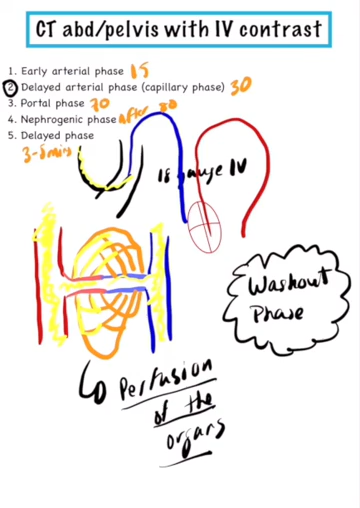 CT abd/pelvis with IV contrast
1. Early arterial phase 15
2. Delayed arterial phase (capillary phase) 30
3. Portal phase 70
4. Nephrogenic phase after 80
5. Delayed phase
3-5mins
18 gauge IV
Washout
Phase
Perfusion
of the
organs